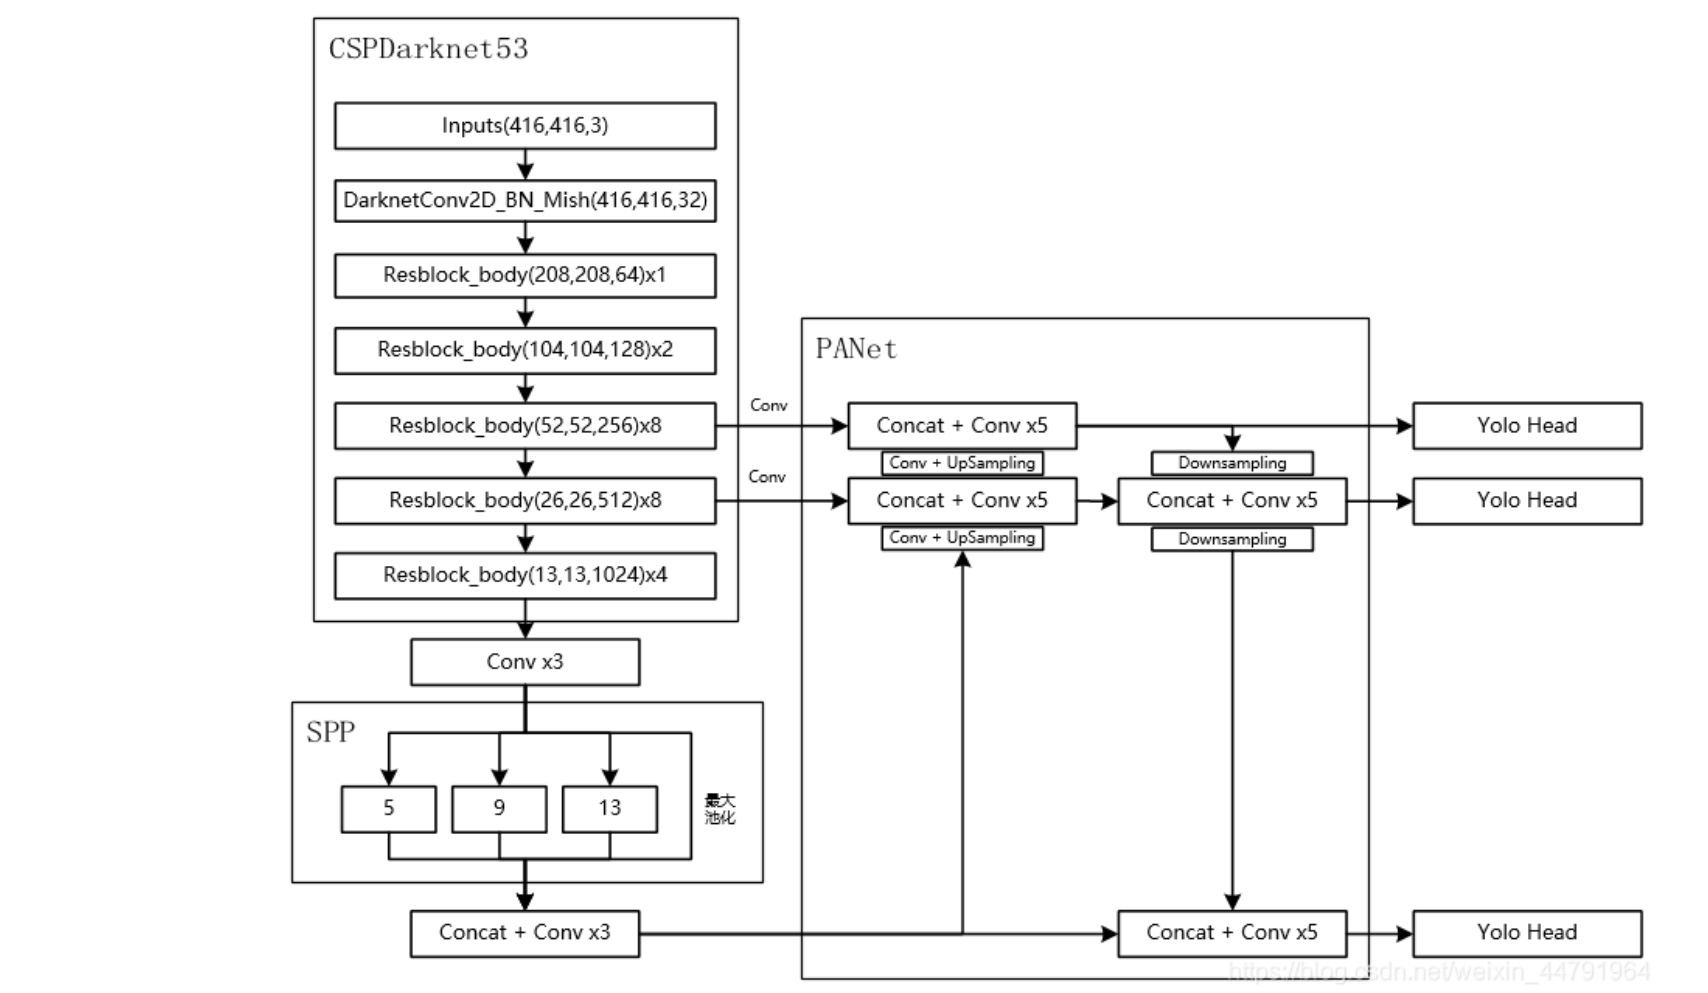 CSPDarknet53
Inputs(416,416,3)
DarknetConv2D_BN_Mish(416,416,32)
Resblock_body(208,208,64)x1
Resblock_body(104,104,128)x2
Resblock_body(52,52,256)x8
Resblock_body(26,26,512)x8
Resblock_body(13,13,1024)x4
Conv x3
SPP
5
9
13
最大
池化
Concat + Conv x3
Conv
Conv
PANet
Concat + Conv x5
Conv + UpSampling
Concat + Conv x5
Conv + UpSampling
Downsampling
Concat + Conv x5
Downsampling
Concat + Conv x5
Yolo Head
Yolo Head
Yolo Head
https://blog.csdn.net/weixin_44791964